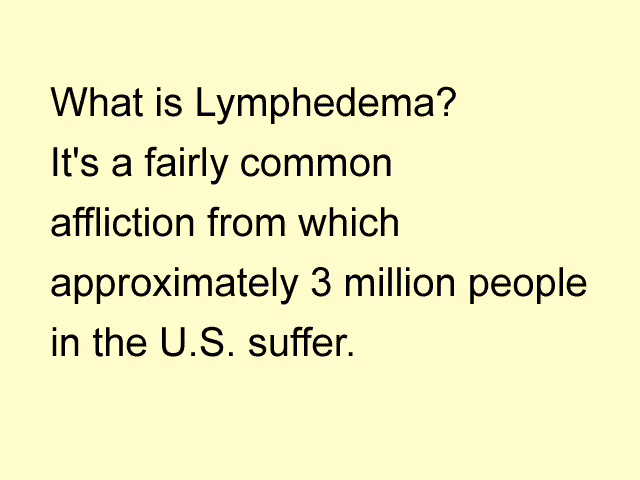 What is Lymphedema?
It's a fairly common
affliction from which
approximately 3 million people
in the U.S. suffer.